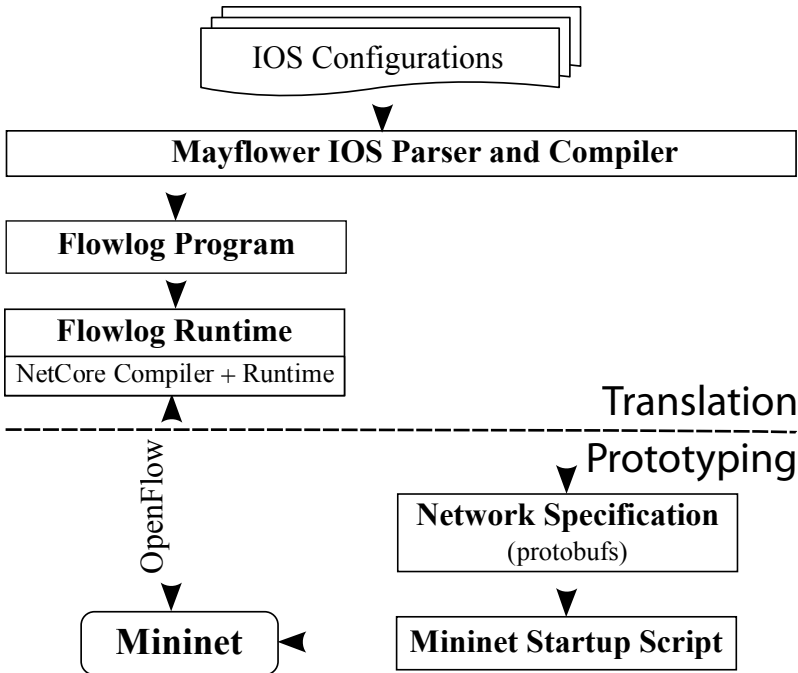 IOS Configurations
Mayflower IOS Parser and Compiler
Flowlog Program
Flowlog Runtime
NetCore Compiler + Runtime
Translation
Prototyping
OpenFlow
Network Specification
(protobufs)
Mininet
Mininet Startup Script